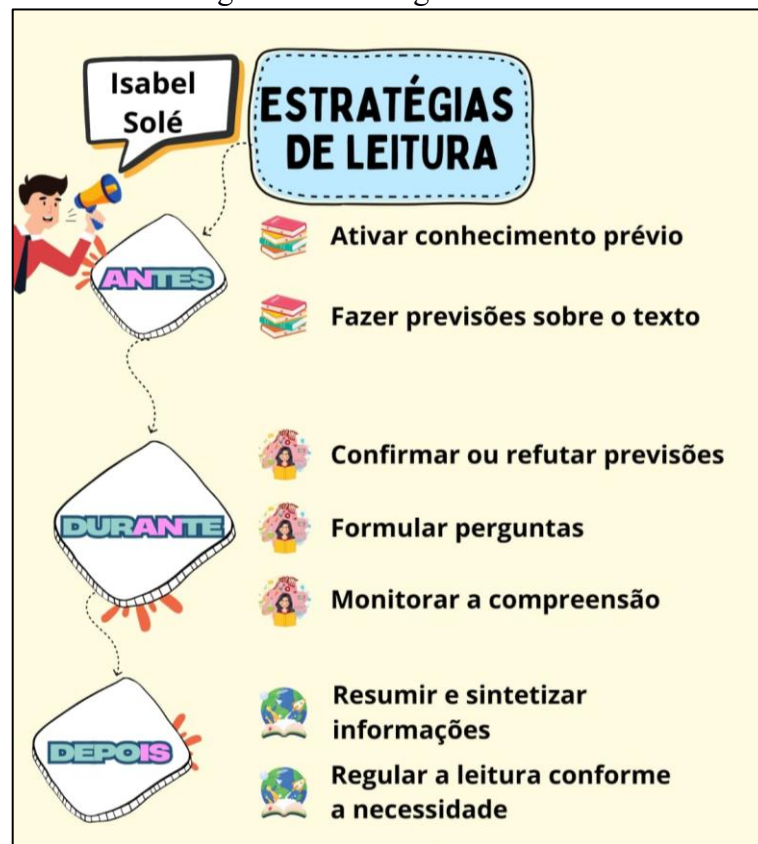 Isabel
Solé
ESTRATÉGIAS
DE LEITURA
ANTES
Ativar conhecimento prévio
Fazer previsões sobre o texto
DURANTE
Confirmar ou refutar previsões
Formular perguntas
Monitorar a compreensão
DEPOIS
Resumir e sintetizar
informações
Regular a leitura conforme
a necessidade